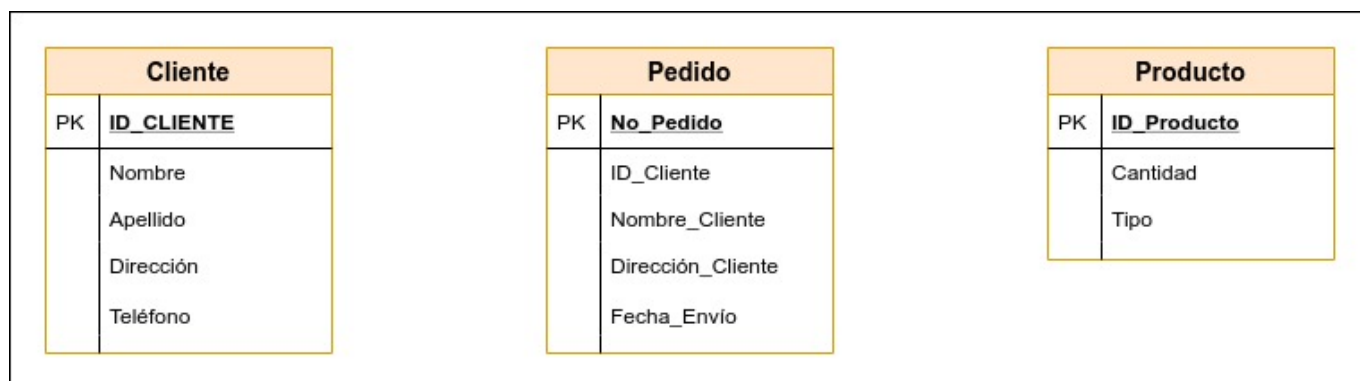 Cliente
PK ID_CLIENTE
Nombre
Apellido
Dirección
Teléfono
Pedido
PK No_Pedido
ID_Cliente
Nombre_Cliente
Dirección_Cliente
Fecha_Envío
Producto
PK ID_Producto
Cantidad
Tipo